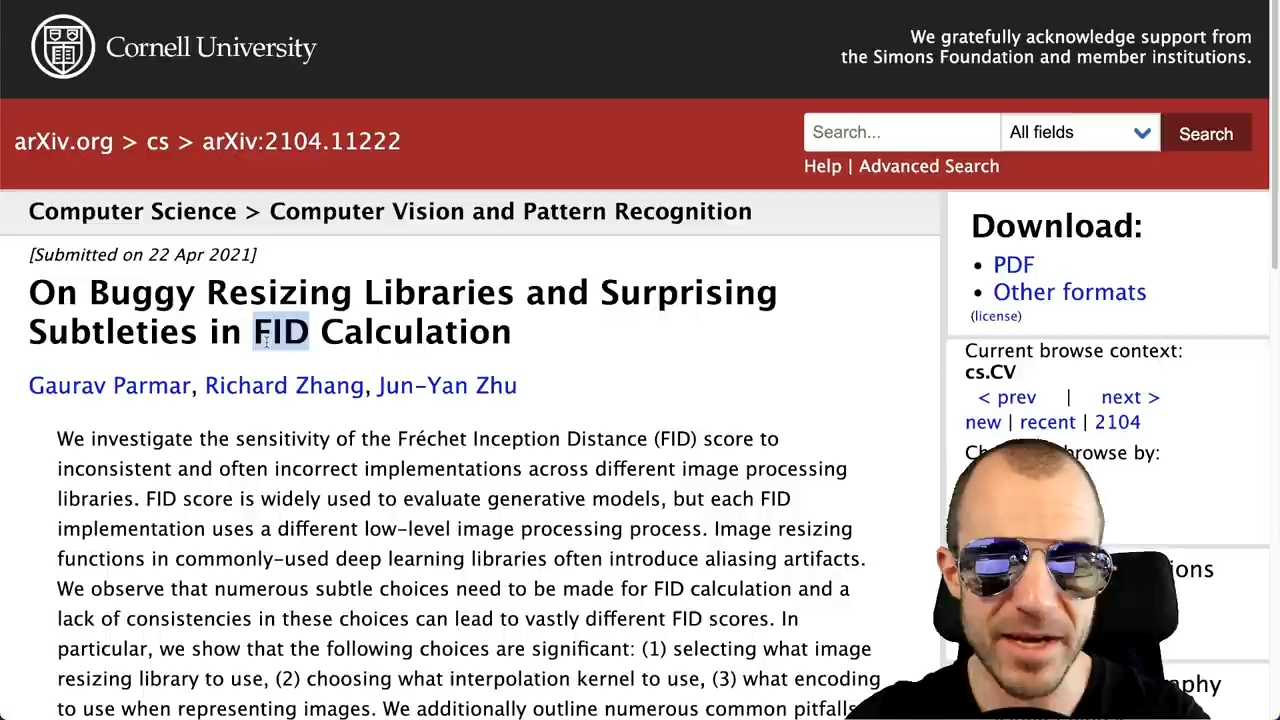 Cornell University
We gratefully acknowledge support from
the Simons Foundation and member institutions.
arXiv.org > cs > arXiv:2104.11222
Search...
All fields
Search
Help | Advanced Search
Computer Science > Computer Vision and Pattern Recognition
[Submitted on 22 Apr 2021]
On Buggy Resizing Libraries and Surprising
Subtleties in FID Calculation
Gaurav Parmar, Richard Zhang, Jun-Yan Zhu
We investigate the sensitivity of the Fréchet Inception Distance (FID) score to
inconsistent and often incorrect implementations across different image processing
libraries. FID score is widely used to evaluate generative models, but each FID
implementation uses a different low-level image processing process. Image resizing
functions in commonly-used deep learning libraries often introduce aliasing artifacts.
We observe that numerous subtle choices need to be made for FID calculation and a
lack of consistencies in these choices can lead to vastly different FID scores. In
particular, we show that the following choices are significant: (1) selecting what image
resizing library to use, (2) choosing what interpolation kernel to use, (3) what encoding
to use when representing images. We additionally outline numerous common pitfalls
Download:
• PDF
• Other formats
(license)
Current browse context:
cs.CV
< prev | next >
new | recent | 2104
rowse by: